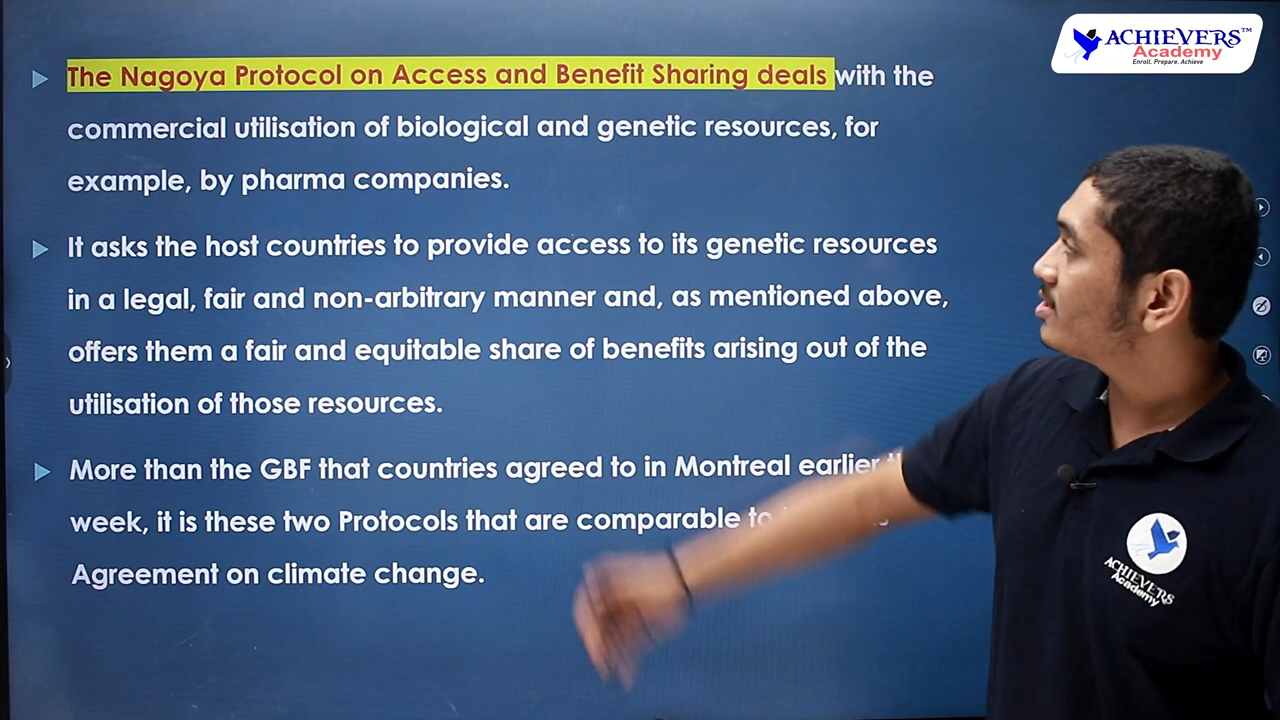 ACHIEVERS™
Academy
Enroll. Prepare. Achieve
The Nagoya Protocol on Access and Benefit Sharing deals with the
commercial utilisation of biological and genetic resources, for
example, by pharma companies.
It asks the host countries to provide access to its genetic resources
in a legal, fair and non-arbitrary manner and, as mentioned above,
offers them a fair and equitable share of benefits arising out of the
utilisation of those resources.
More than the GBF that countries agreed to in Montreal earlier
week, it is these two Protocols that are comparable to
Agreement on climate change.
ACHIEVERS
Academy